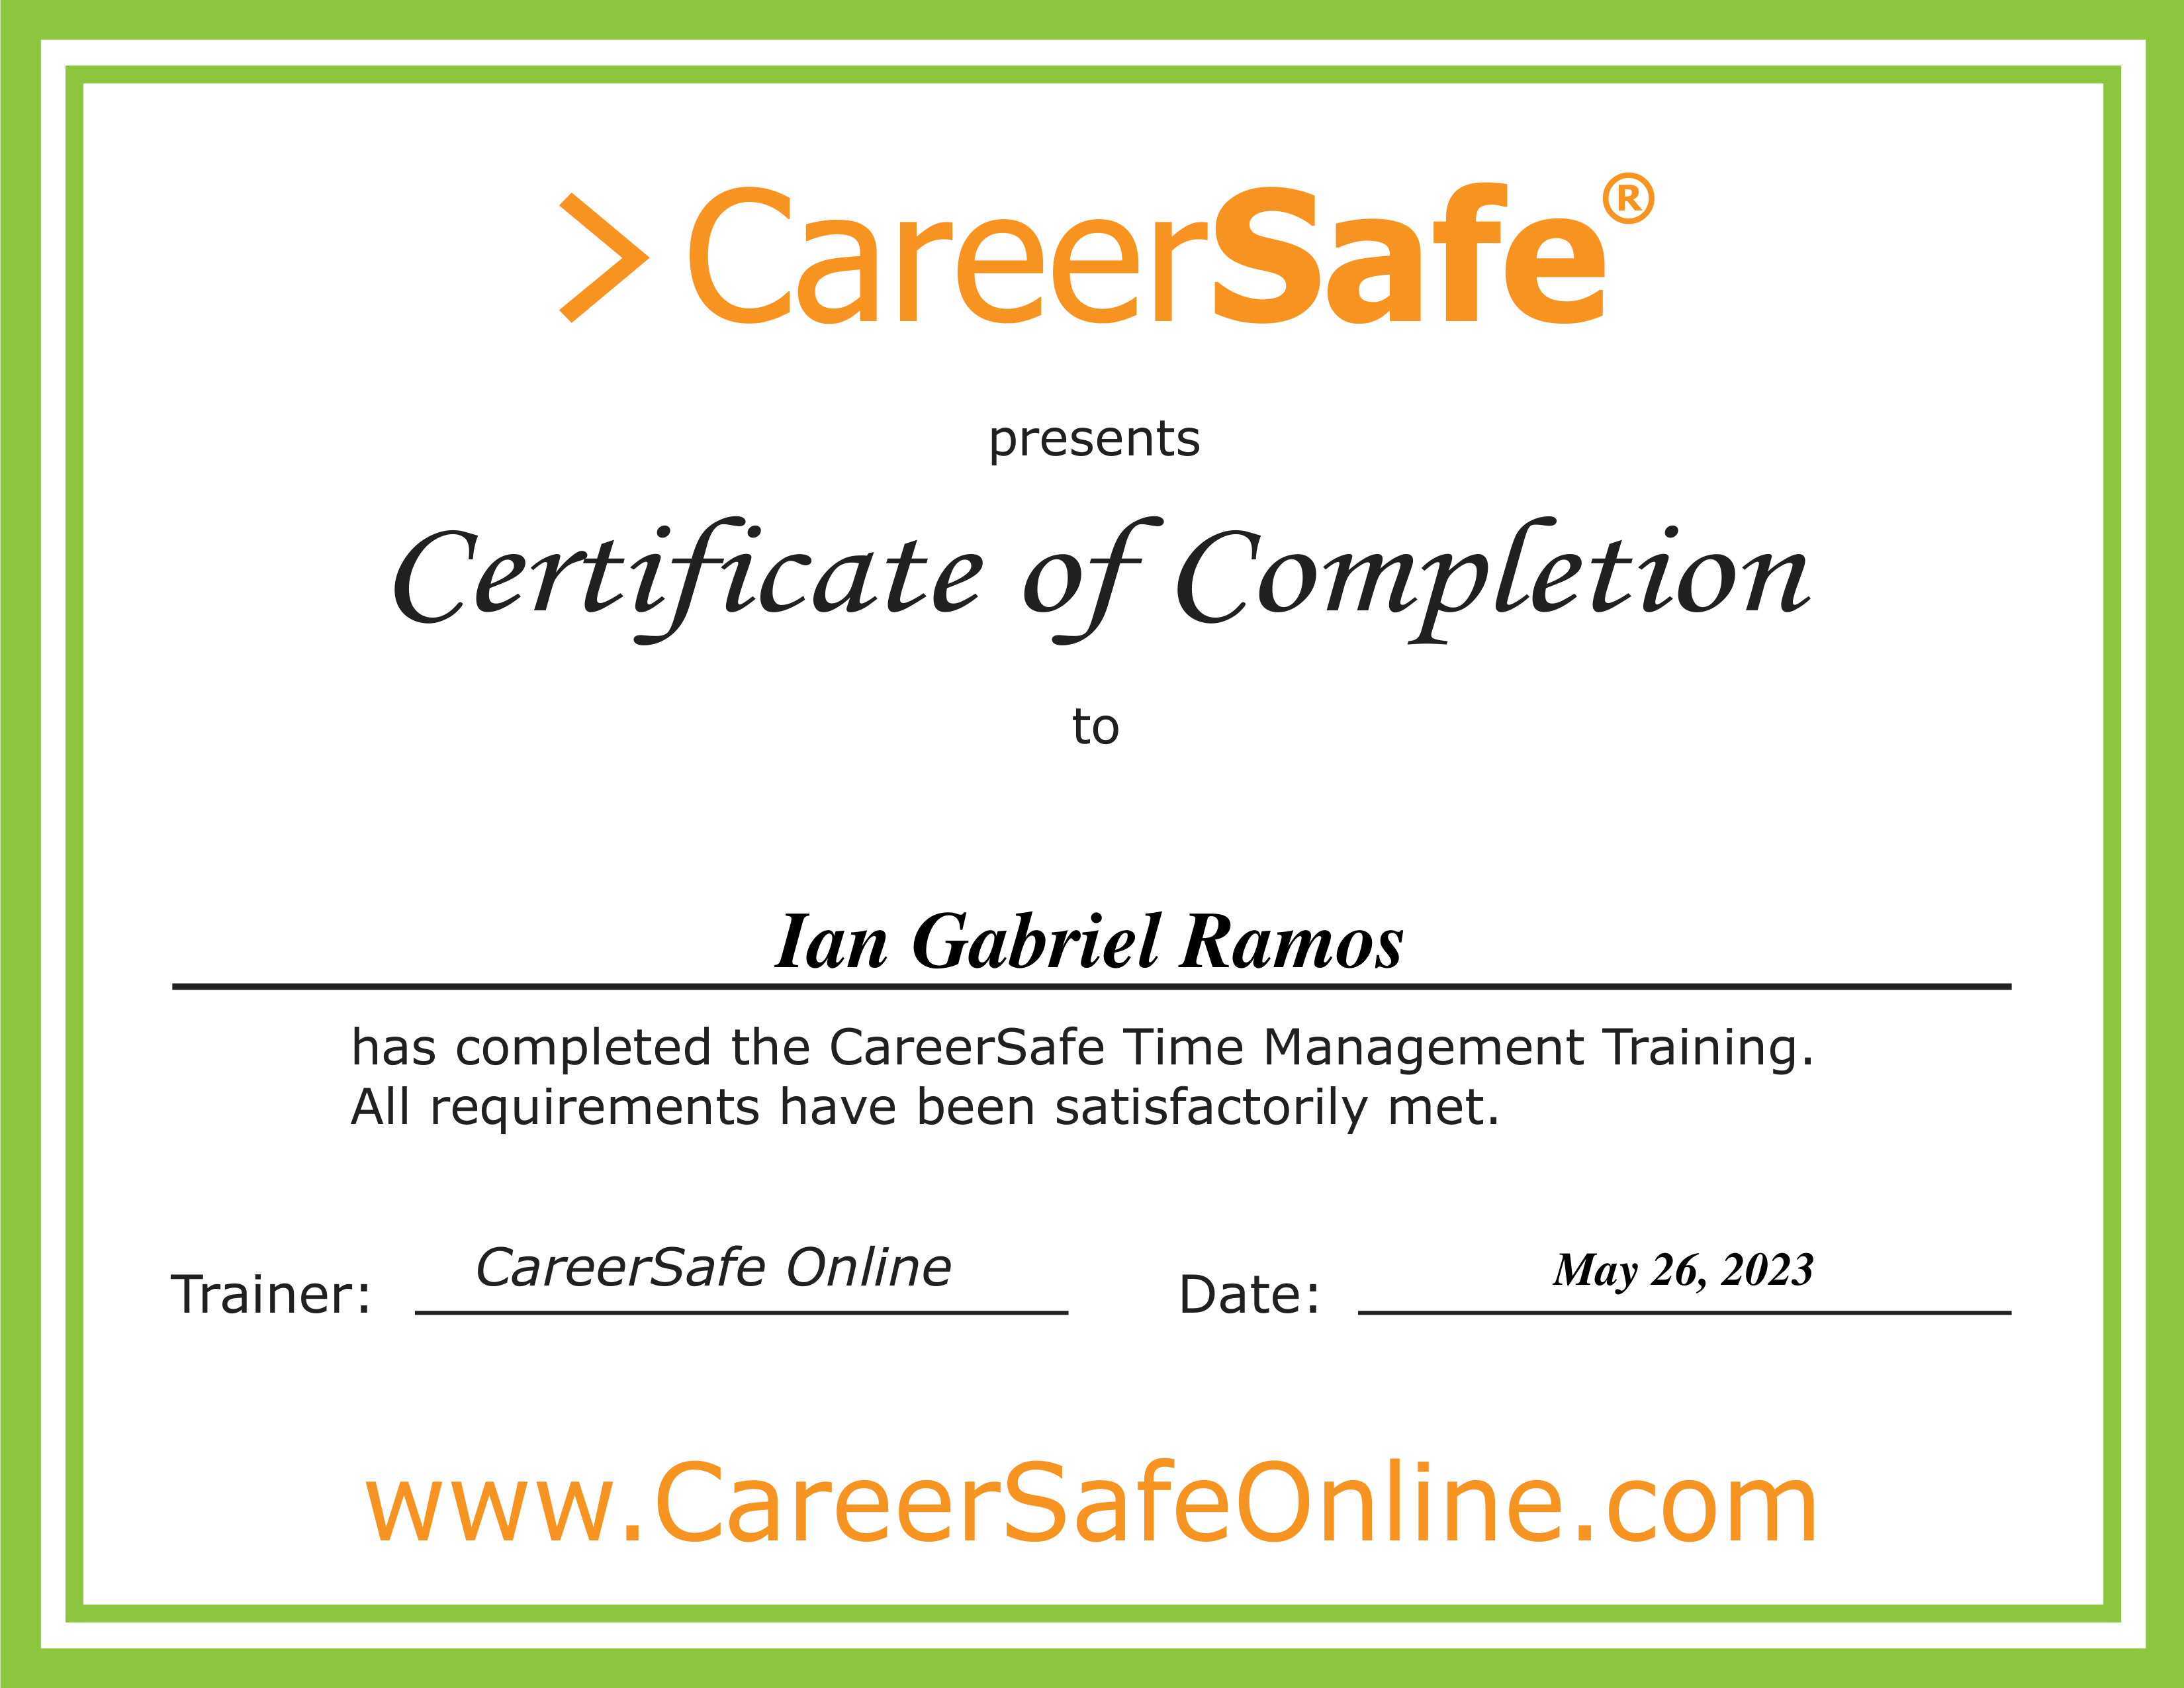 > CareerSafe®
presents
Certificate of Completion
to
Ian Gabriel Ramos
has completed the CareerSafe Time Management Training.
All requirements have been satisfactorily met.
Trainer: CareerSafe Online Date: May 26, 2023
www.CareerSafeOnline.com